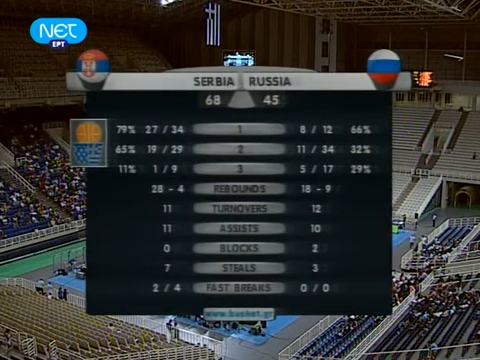 NET
ΕΡΤ
SERBIA RUSSIA
68 45
79% 27 / 34 1 8 / 12 66%
65% 19 / 29 2 11 / 34 32%
11% 1 / 9 3 5 / 17 29%
28 - 4 REBOUNDS 18 - 9
11 TURNOVERS 12
11 ASSISTS 10
0 BLOCKS 2
7 STEALS 3
2 / 4 FAST BREAKS 0 / 0
www.basket.gr